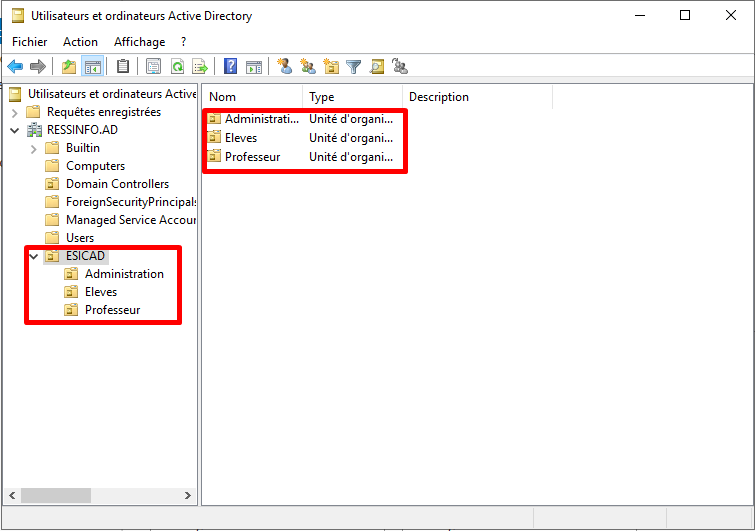 Utilisateurs et ordinateurs Active Directory
Fichier Action Affichage ?
Utilisateurs et ordinateurs Active
Requêtes enregistrées
RESSINFO.AD
Builtin
Computers
Domain Controllers
ForeignSecurityPrincipals
Managed Service Accoun
Users
ESICAD
Administration
Eleves
Professeur
Nom Type Description
Administrati... Unité d'organi...
Eleves Unité d'organi...
Professeur Unité d'organi...